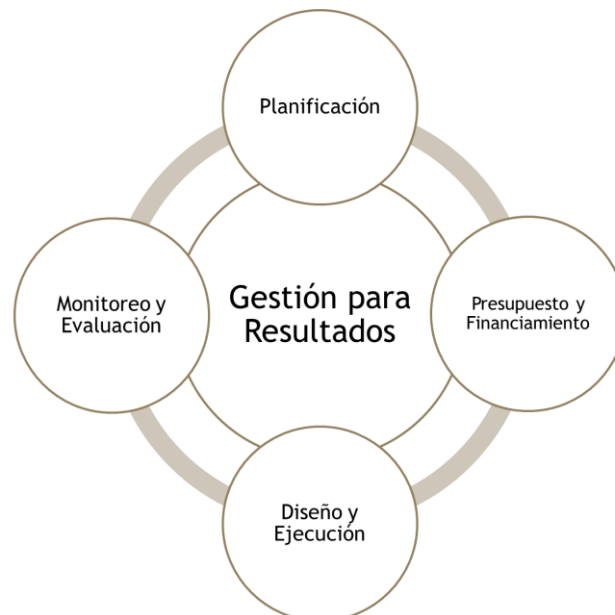 Planificación
Monitoreo y
Evaluación
Gestión para
Resultados
Presupuesto y
Financiamiento
Diseño y
Ejecución